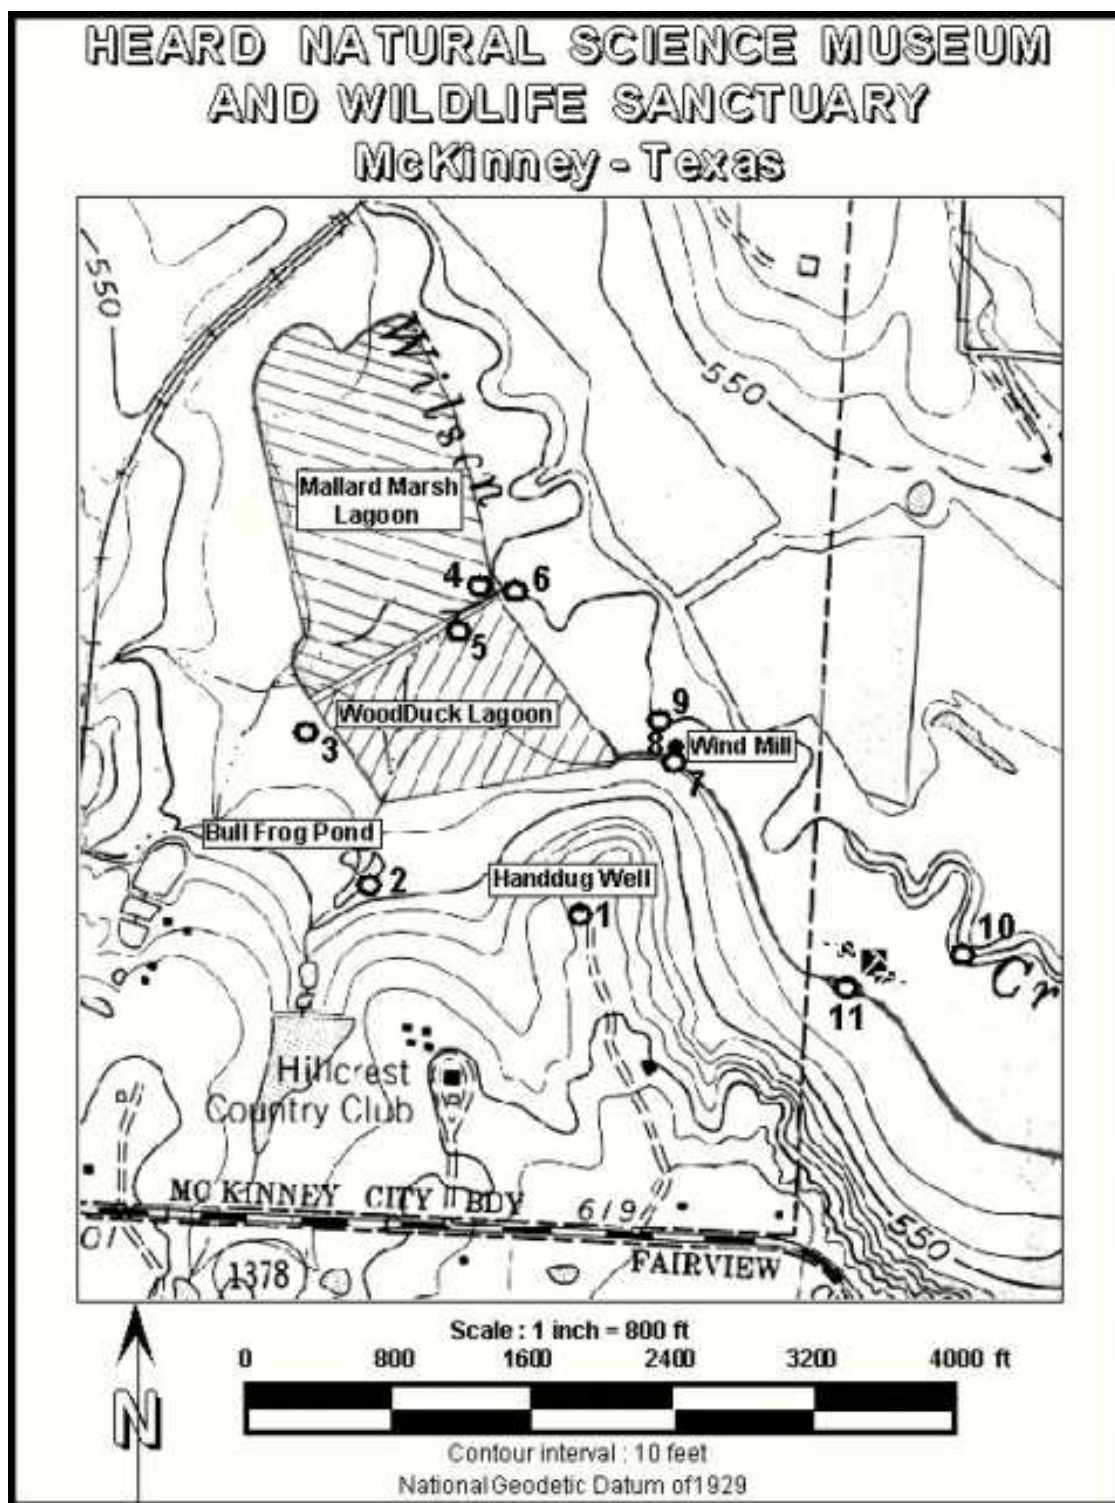 HEARD NATURAL SCIENCE MUSEUM
AND WILDLIFE SANCTUARY
McKinney - Texas
550
Wilson
550
Mallard Marsh
Lagoon
4
6
5
WoodDuck Lagoon
9
3
Wind Mill
7
Bull Frog Pond
2
Handdug Well
1
10
Cr
11
Hillcrest
Country Club
MC KINNEY CITY BDY
619
550
FAIRVIEW
1378
Scale : 1 inch = 800 ft
0 800 1600 2400 3200 4000 ft
N
Contour interval : 10 feet
National Geodetic Datum of 1929